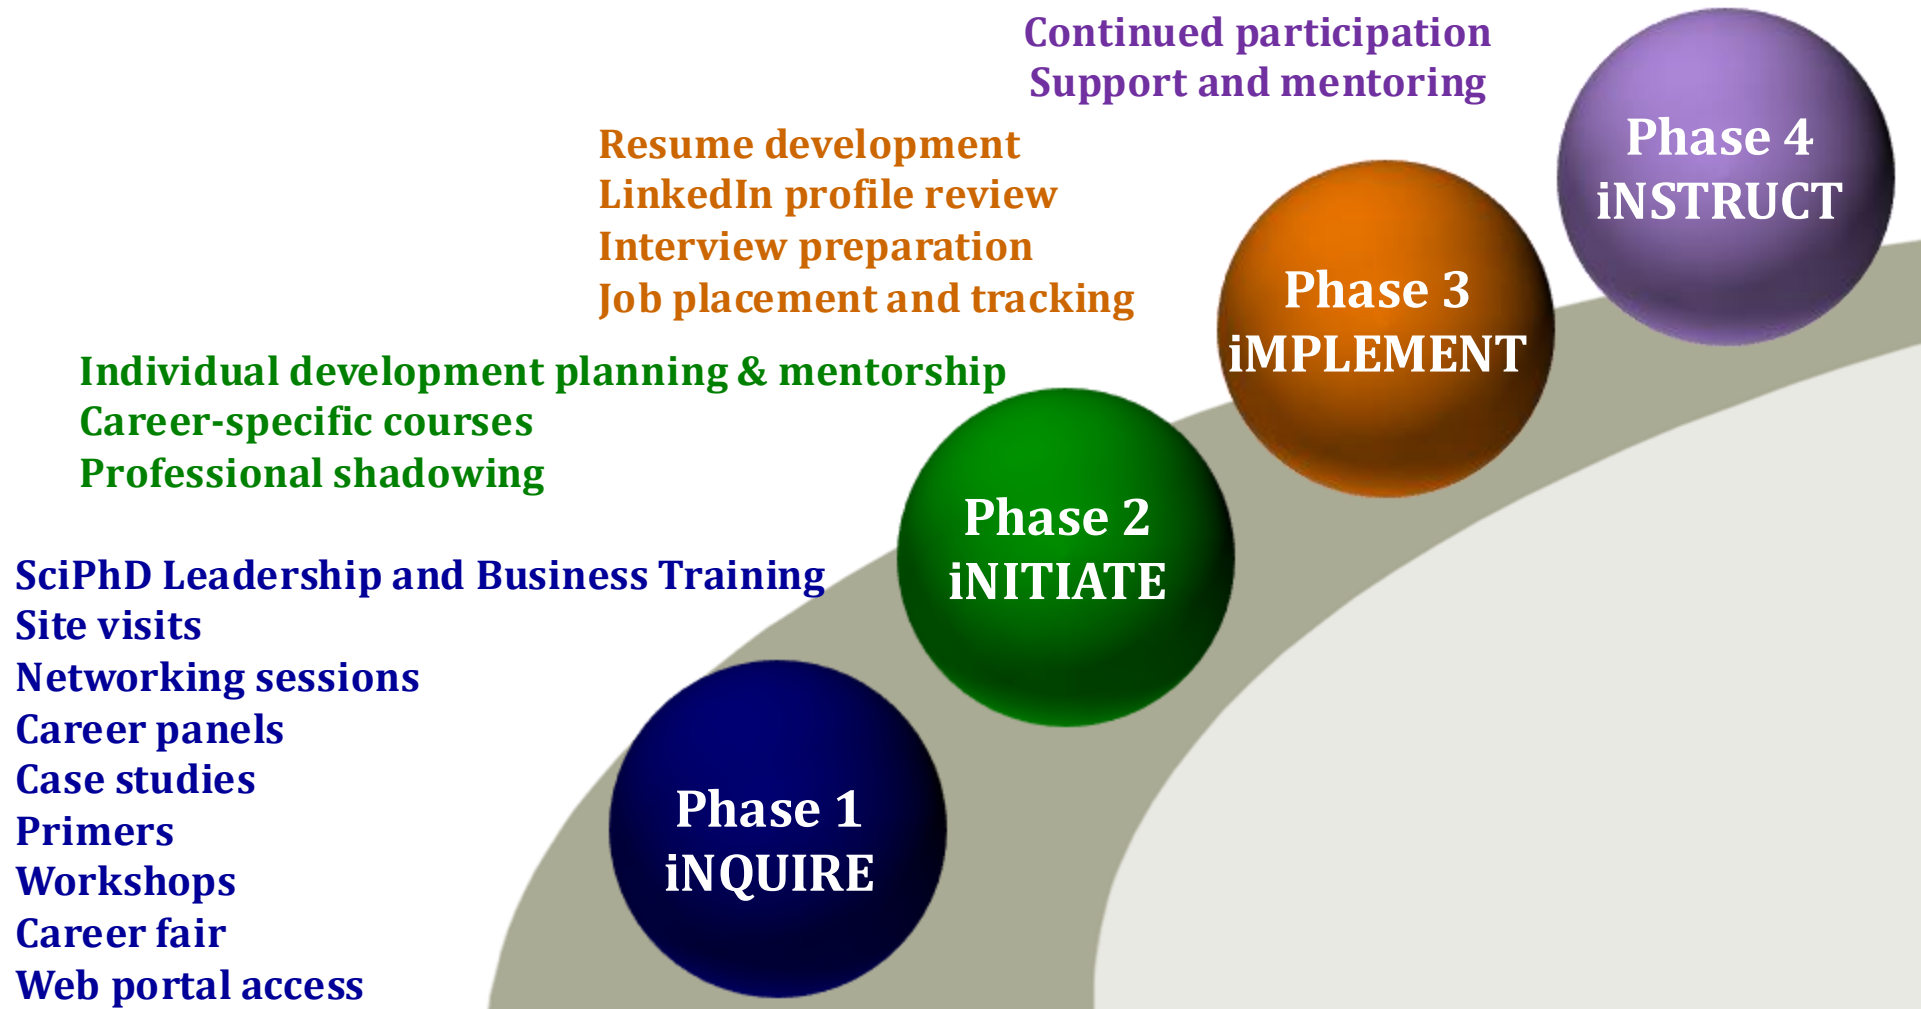 Continued participation
Support and mentoring
Phase 4
iNSTRUCT
Resume development
LinkedIn profile review
Interview preparation
Job placement and tracking
Phase 3
iMPLEMENT
Individual development planning & mentorship
Career-specific courses
Professional shadowing
Phase 2
iNITIATE
SciPhD Leadership and Business Training
Site visits
Networking sessions
Career panels
Case studies
Primers
Workshops
Career fair
Web portal access
Phase 1
iNQUIRE